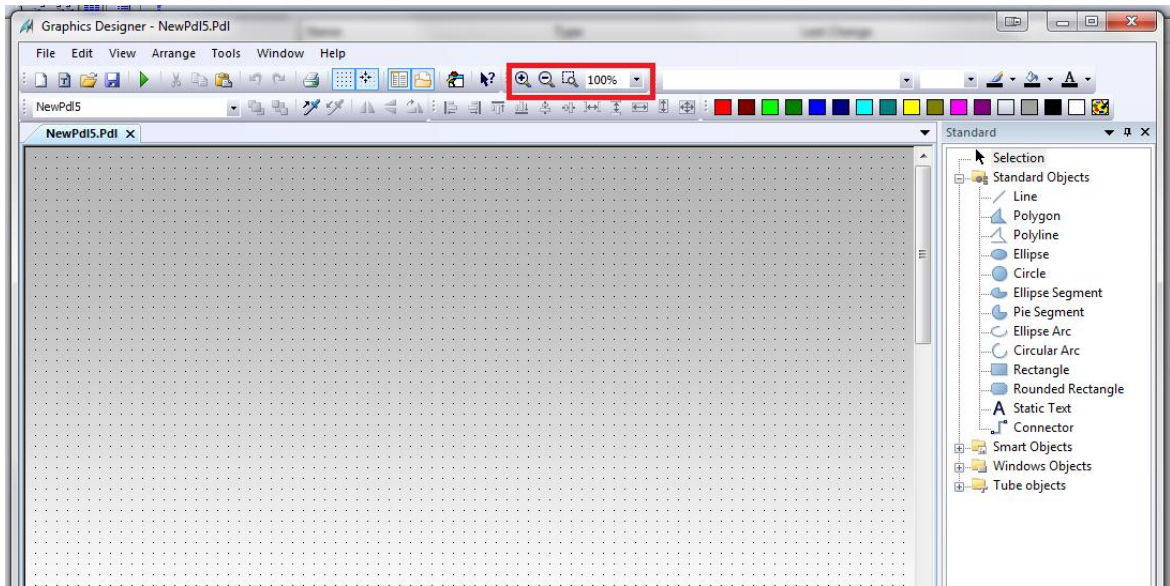 Graphics Designer - NewPdl5.Pdl
File Edit View Arrange Tools Window Help
100%
A
NewPdl5
NewPdl5.Pdl X
Standard
Selection
Standard Objects
Line
Polygon
Polyline
Ellipse
Circle
Ellipse Segment
Pie Segment
Ellipse Arc
Circular Arc
Rectangle
Rounded Rectangle
A Static Text
Connector
Smart Objects
Windows Objects
Tube objects